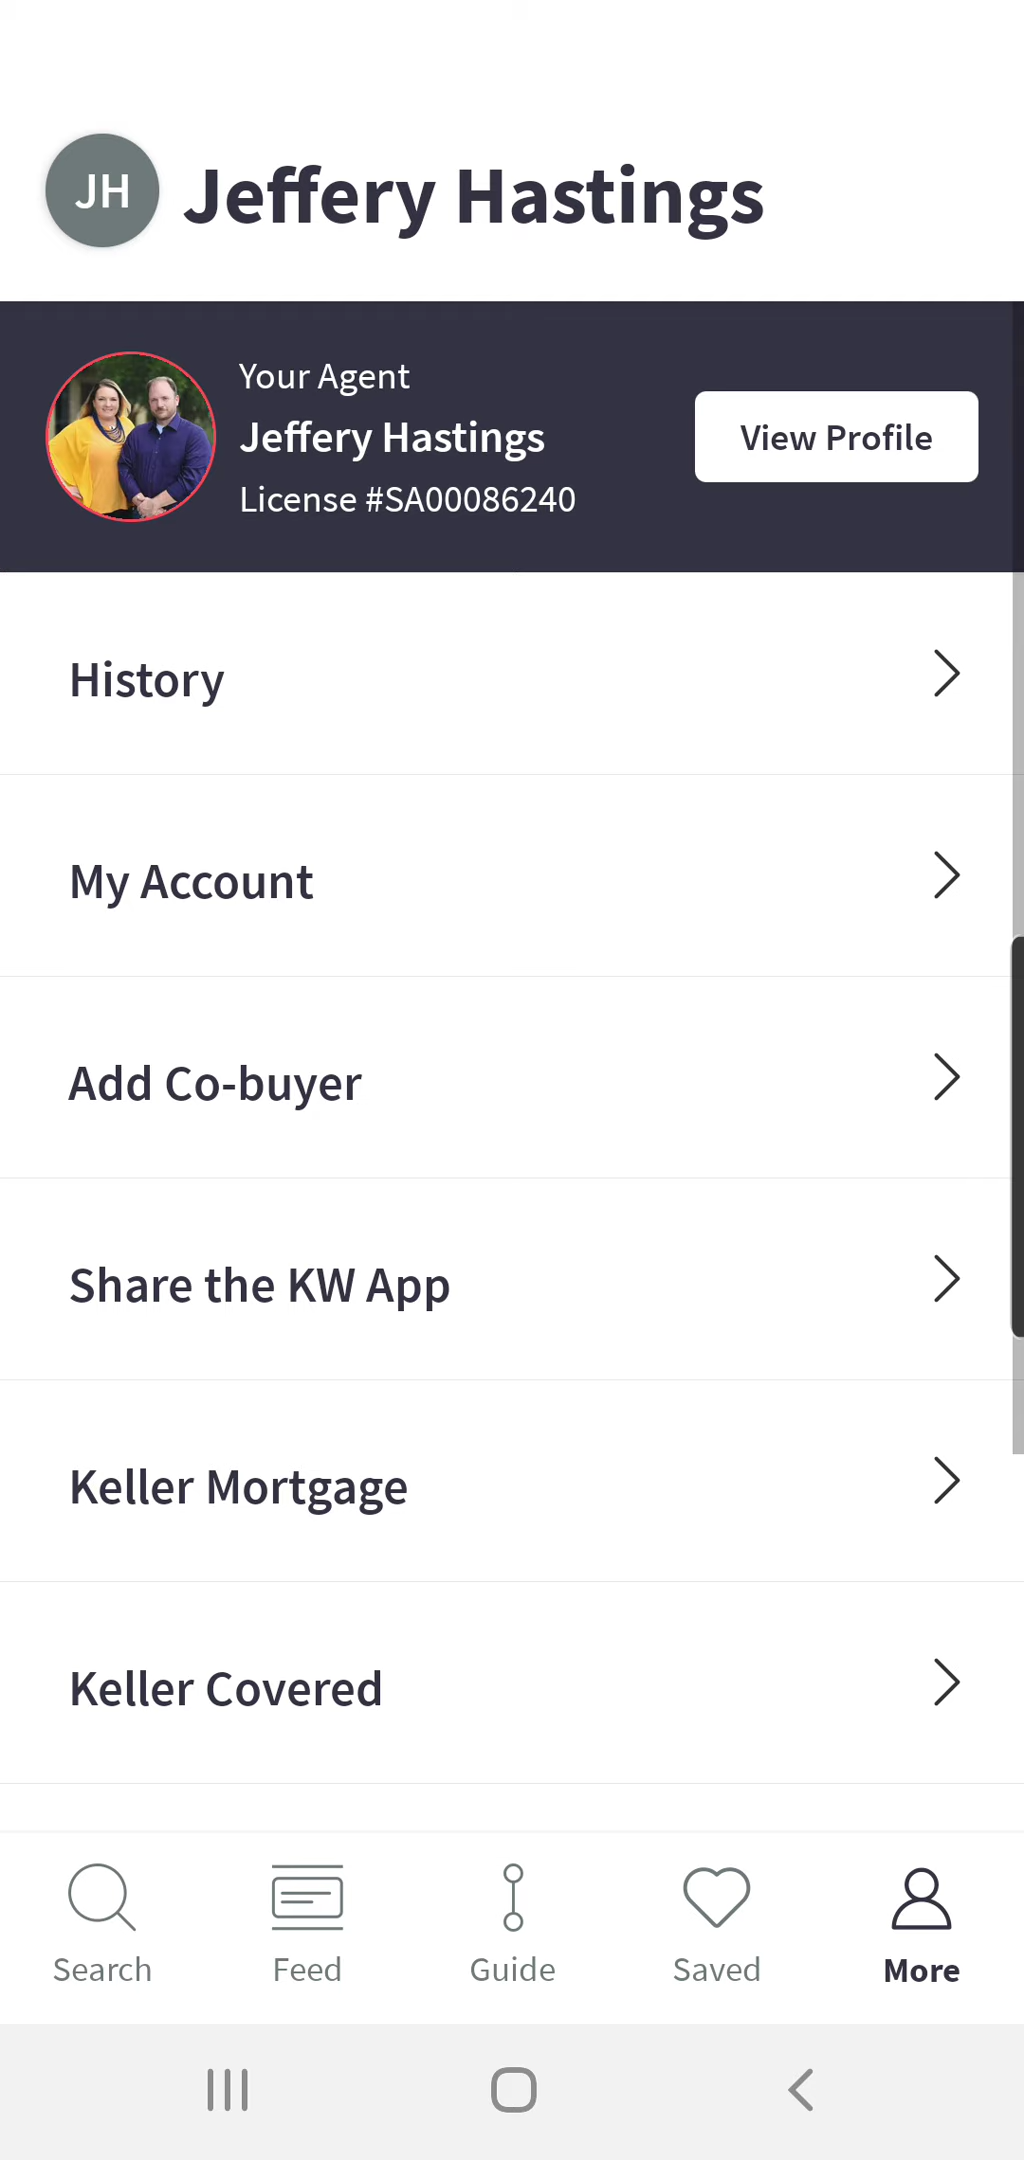 JH Jeffery Hastings
Your Agent
Jeffery Hastings
License #SA00086240
View Profile
History
My Account
Add Co-buyer
Share the KW App
Keller Mortgage
Keller Covered
Search Feed Guide Saved More